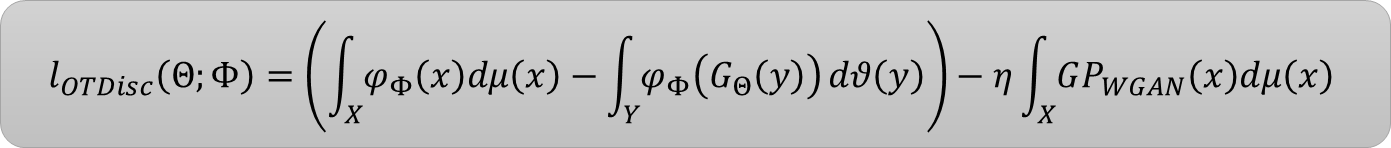 l_{OTDisc}(Θ; Φ) = (∫_X φ_Φ(x)dμ(x) − ∫_Y φ_Φ(G_Θ(y)) dϑ(y)) − η ∫_X GP_{WGAN}(x)dμ(x)